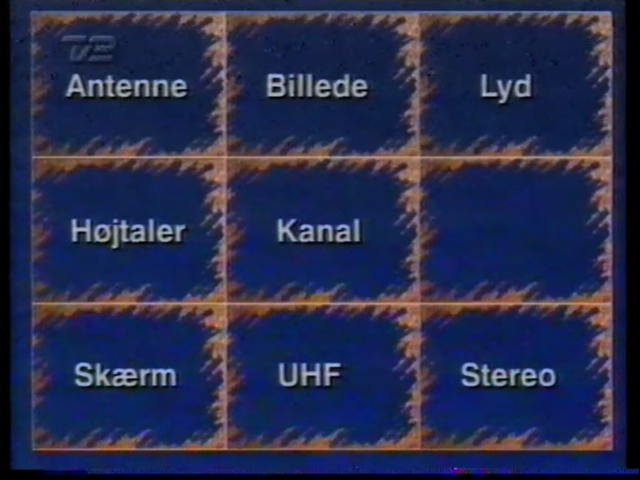 TV2
Antenne
Billede
Lyd
Højtaler
Kanal
Skærm
UHF
Stereo